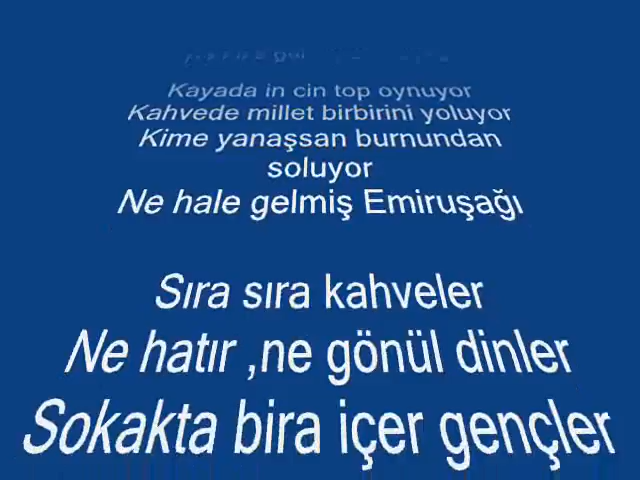 Kayada in cin top oynuyor
Kahvede millet birbirini yoluyor
Kime yanaşsan burnundan
soluyor
Ne hale gelmiş Emiruşağı
Sıra sıra kahveler
Ne hatır ,ne gönül dinler
Sokakta bira içer gençler